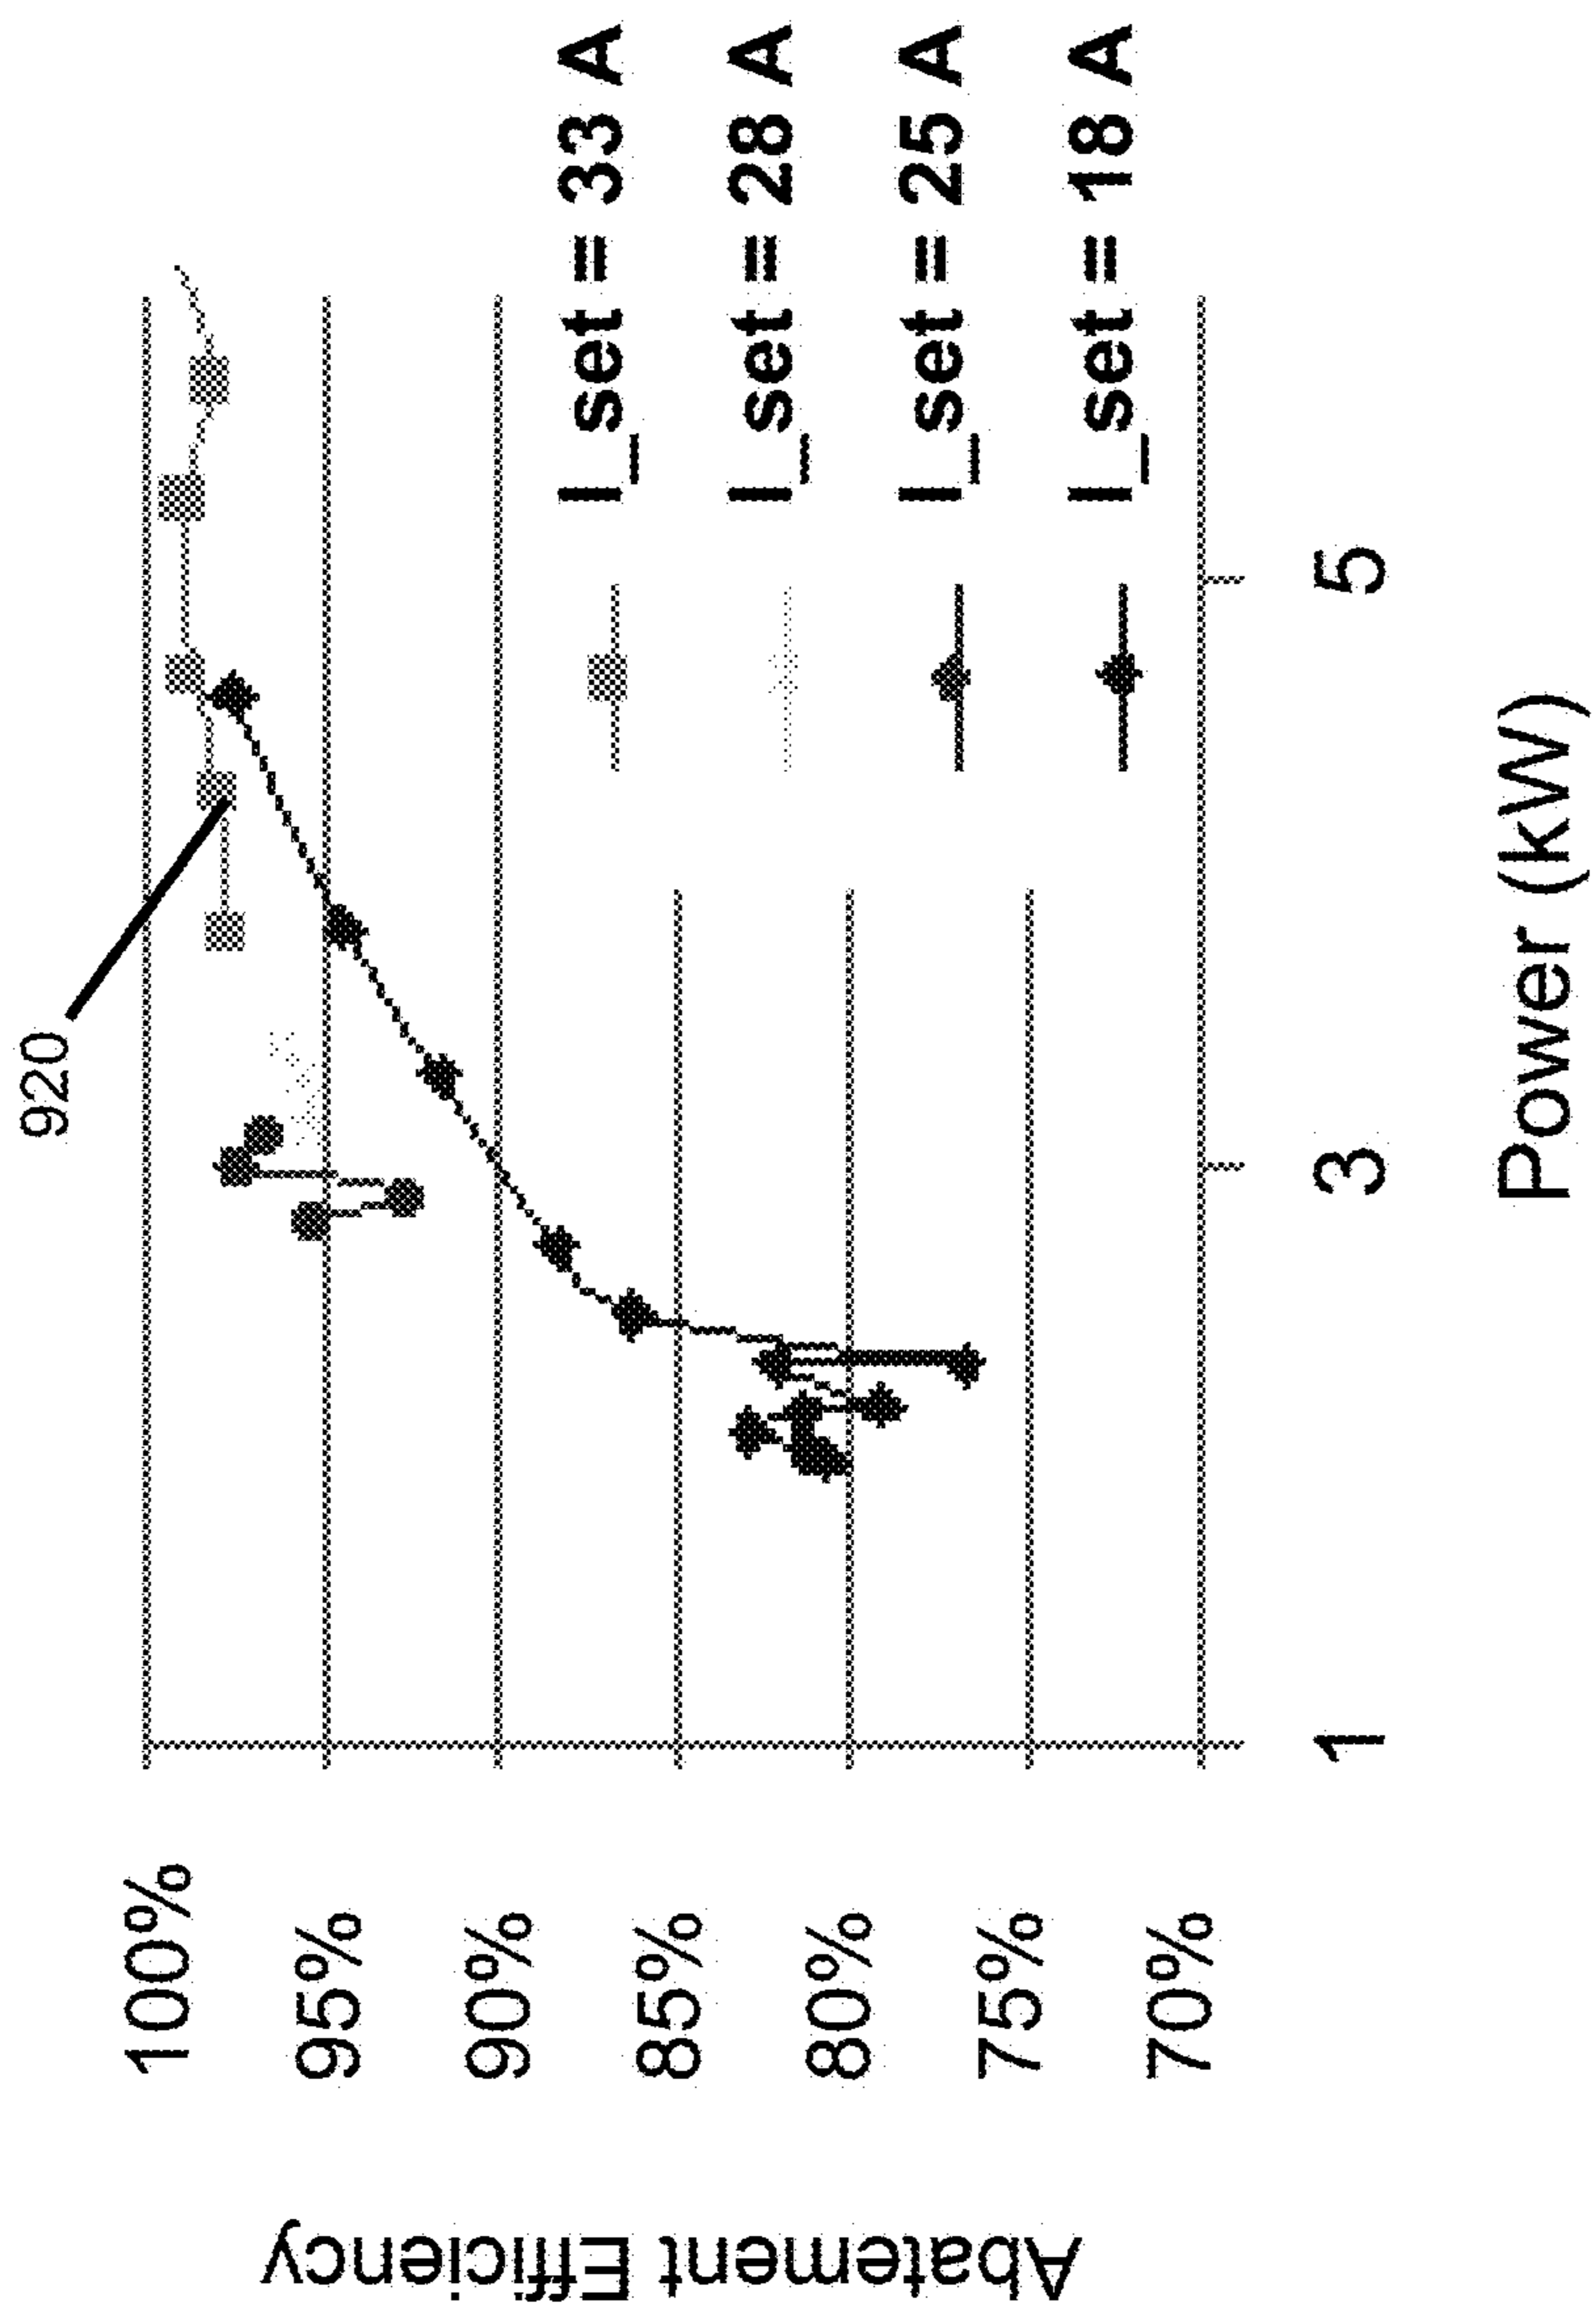 920
100%
95%
90%
85%
80%
75%
70%
Abatement Efficiency
I_set = 33 A
I_set = 28 A
I_set = 25 A
I_set = 18 A
1
3
5
Power (kW)